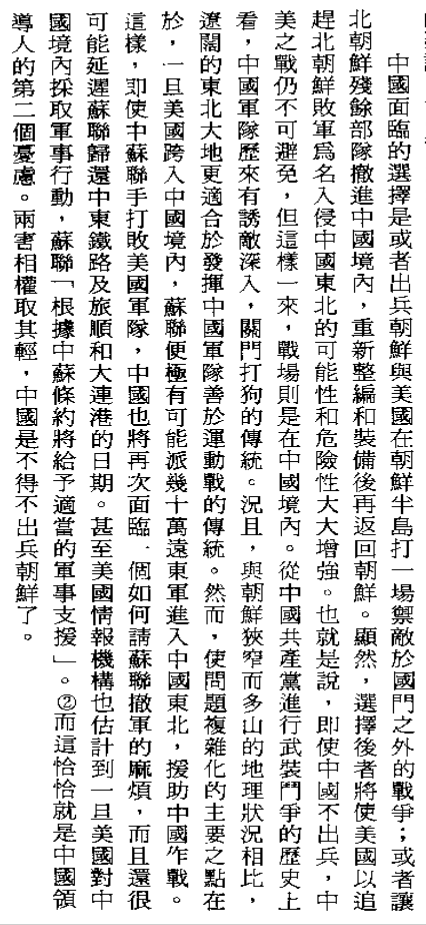 中國面臨的選擇是或者出兵朝鮮與美國在朝鮮半島打一場禦敵於國門之外的戰爭；或者讓
北朝鮮殘餘部隊撤進中國境內，重新整編和裝備後再返回朝鮮。顯然，選擇後者將使美國以追
趕北朝鮮敗軍爲名入侵中國東北的可能性和危險性大大增強。也就是說，即使中國不出兵，中
美之戰仍不可避免，但這樣一來，戰場則是在中國境內。從中國共產黨進行武裝鬥爭的歷史上
看，中國軍隊歷來有誘敵深入，關門打狗的傳統。況且，與朝鮮狹窄而多山的地理狀況相比，
遼闊的東北大地更適合於發揮中國軍隊善於運動戰的傳統。然而，使問題複雜化的主要之點在
於，一旦美國跨入中國境內，蘇聯便極有可能派幾十萬遠東軍進入中國東北，援助中國作戰。
這樣，即使中蘇聯手打敗美國軍隊，中國也將再次面臨一個如何請蘇聯撤軍的麻煩，而且還很
可能延遲蘇聯歸還中東鐵路及旅順和大連港的日期。甚至美國情報機構也估計到一旦美國對中
國境內採取軍事行動，蘇聯「根據中蘇條約將給予適當的軍事支援」。②而這恰恰就是中國領
導人的第二個憂慮。兩害相權取其輕，中國是不得不出兵朝鮮了。